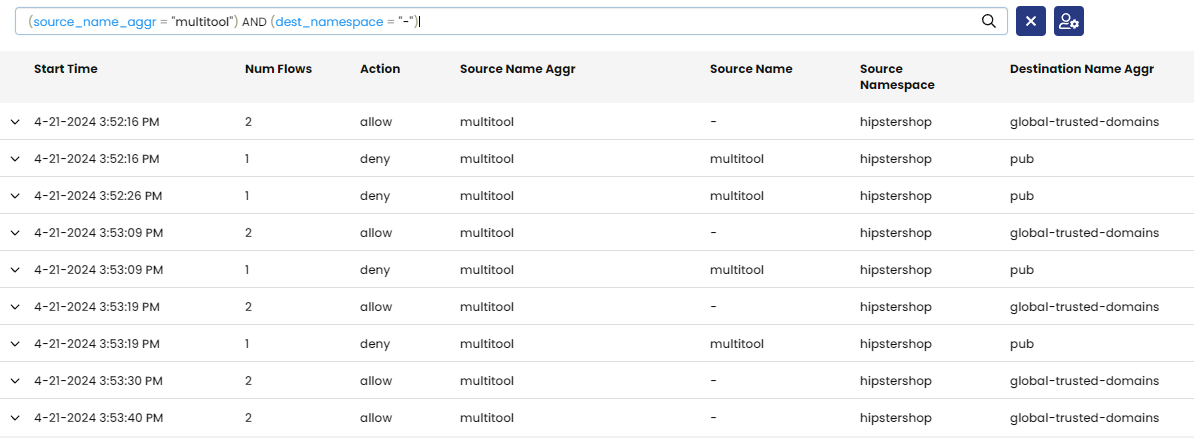 (source_name_aggr = "multitool") AND (dest_namespace = "-")
Start Time Num Flows Action Source Name Aggr Source Name Source Namespace Destination Name Aggr
4-21-2024 3:52:16 PM 2 allow multitool - hipstershop global-trusted-domains
4-21-2024 3:52:16 PM 1 deny multitool multitool hipstershop pub
4-21-2024 3:52:26 PM 1 deny multitool multitool hipstershop pub
4-21-2024 3:53:09 PM 2 allow multitool - hipstershop global-trusted-domains
4-21-2024 3:53:09 PM 1 deny multitool multitool hipstershop pub
4-21-2024 3:53:19 PM 2 allow multitool - hipstershop global-trusted-domains
4-21-2024 3:53:19 PM 1 deny multitool multitool hipstershop pub
4-21-2024 3:53:30 PM 2 allow multitool - hipstershop global-trusted-domains
4-21-2024 3:53:40 PM 2 allow multitool - hipstershop global-trusted-domains